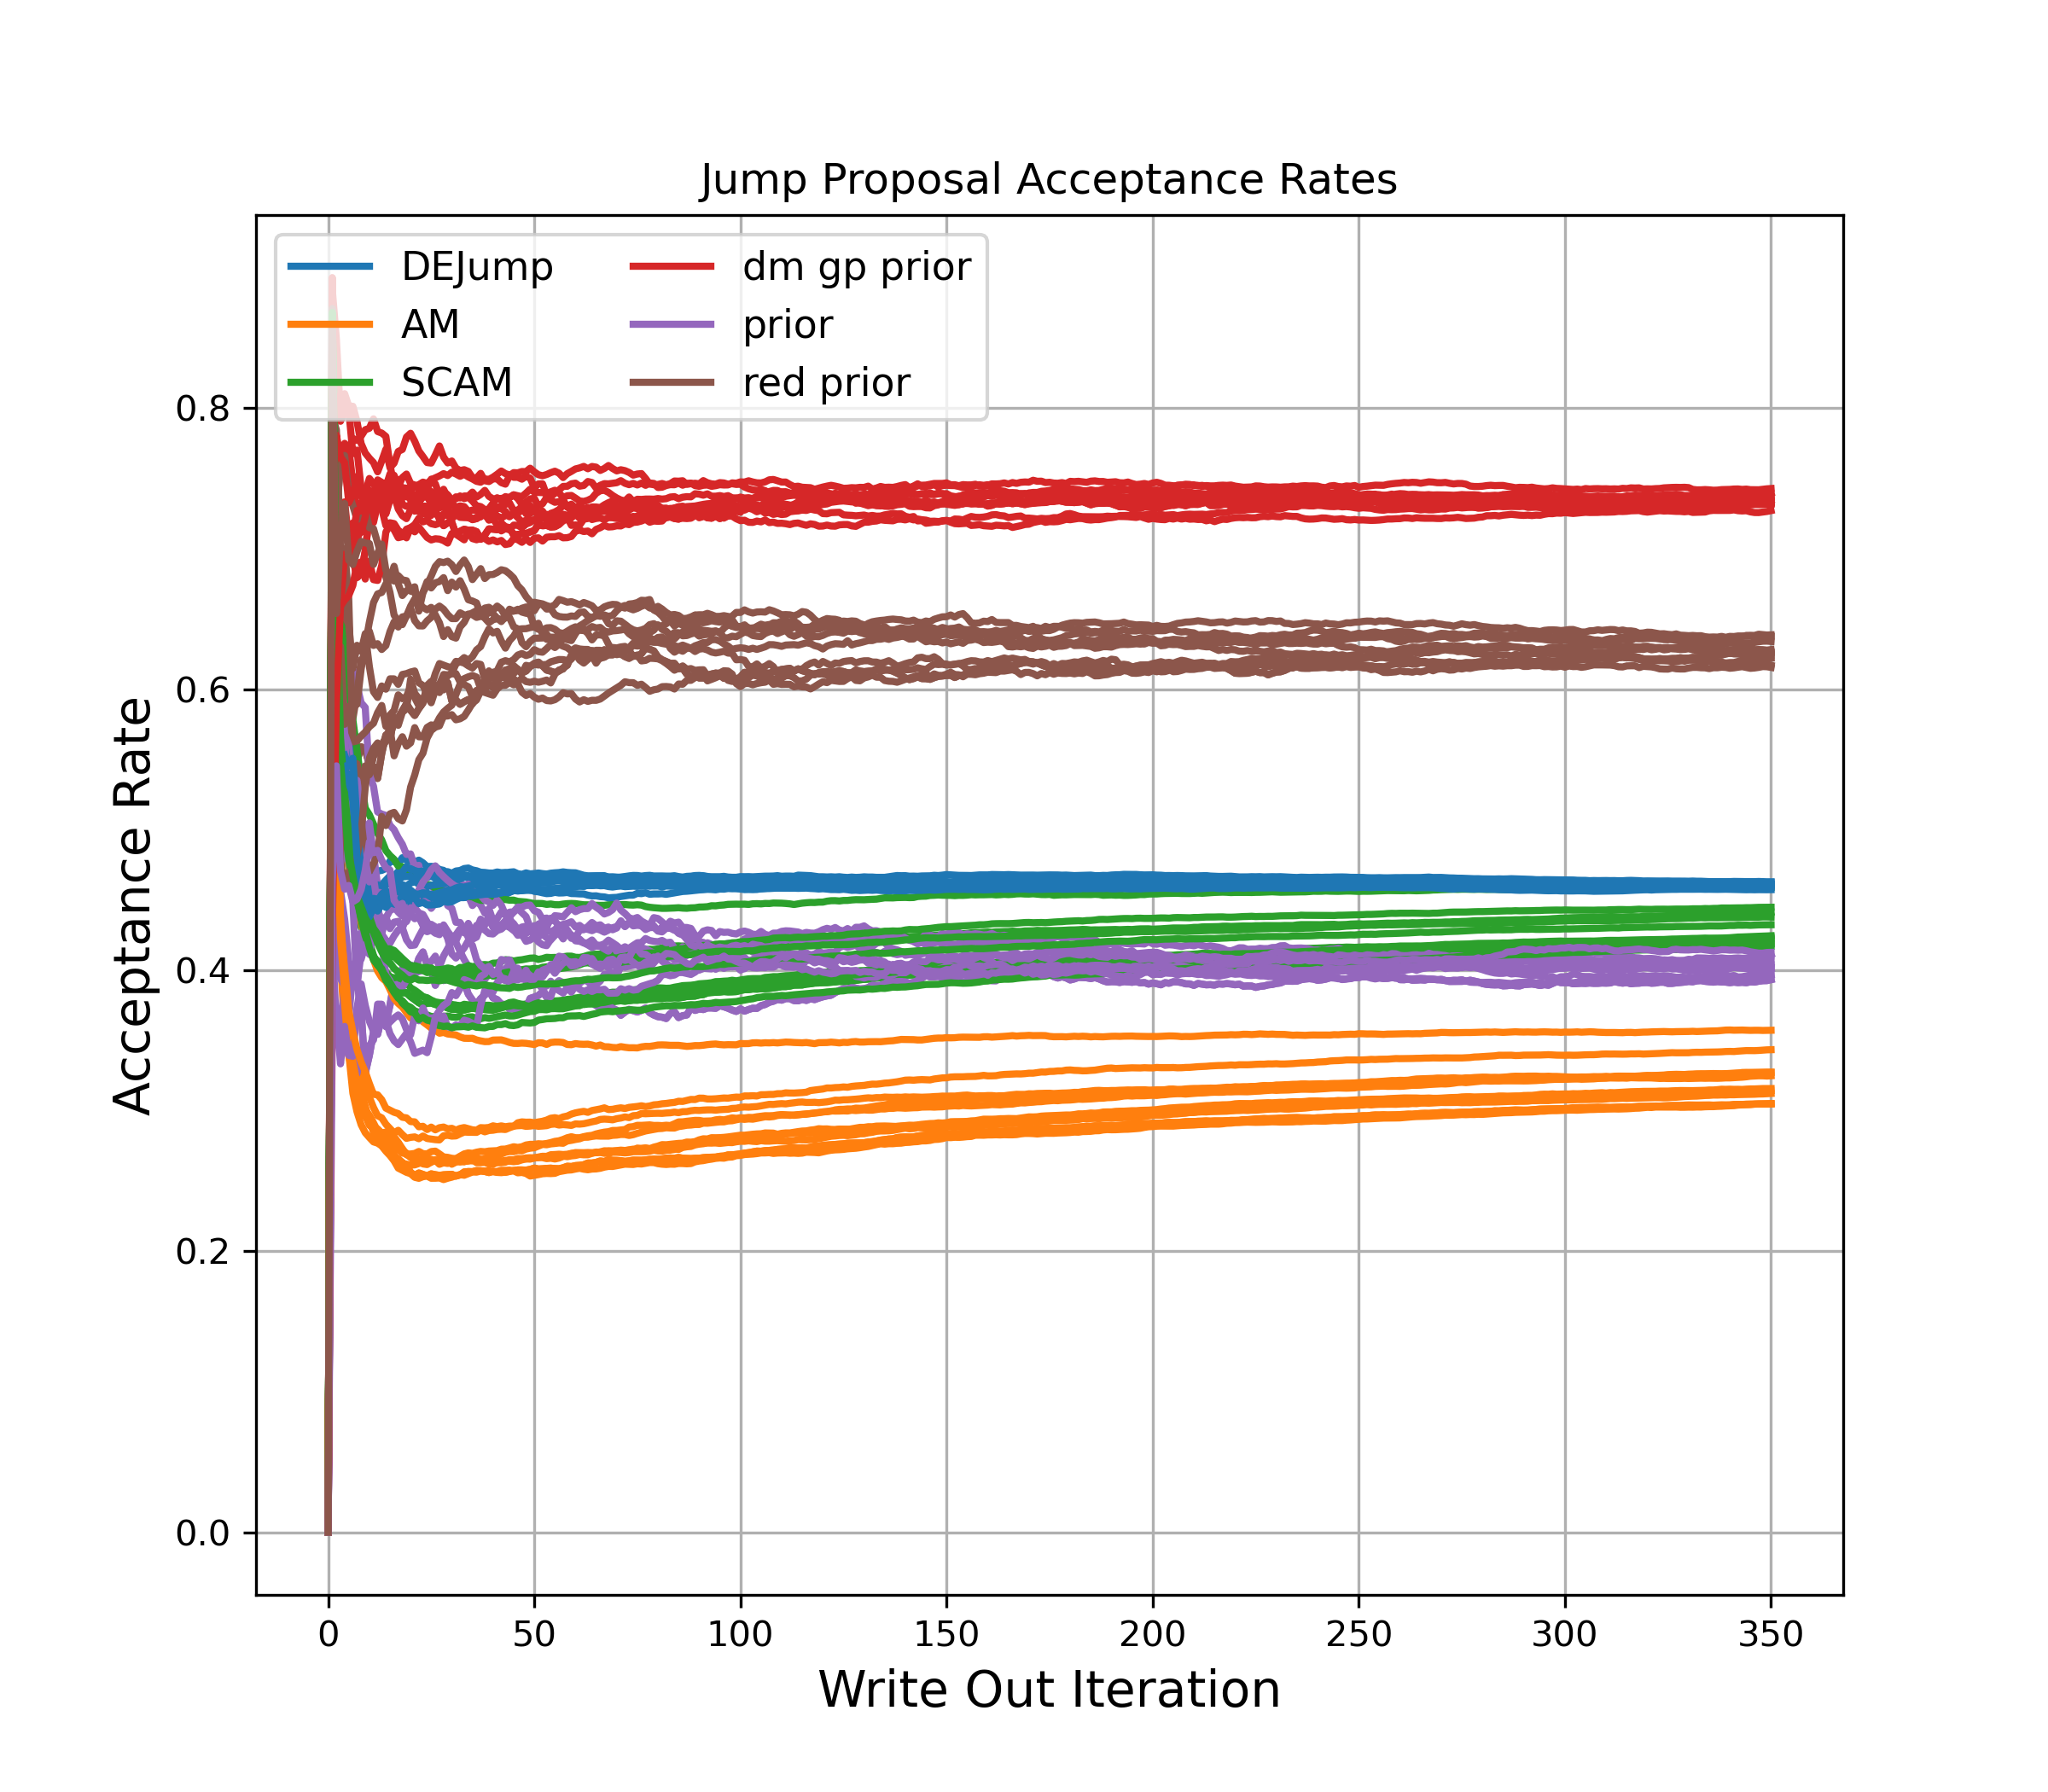 Jump Proposal Acceptance Rates
DEJump
AM
SCAM
dm gp prior
prior
red prior
Acceptance Rate
0.8
0.6
0.4
0.2
0.0
0 50 100 150 200 250 300 350
Write Out Iteration